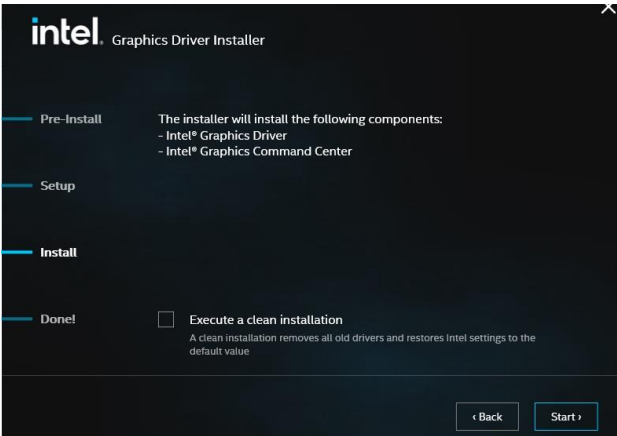 intel. Graphics Driver Installer
Pre-Install
The installer will install the following components:
- Intel® Graphics Driver
- Intel® Graphics Command Center
Setup
Install
Done!
Execute a clean installation
A clean installation removes all old drivers and restores Intel settings to the
default value
‹ Back
Start ›